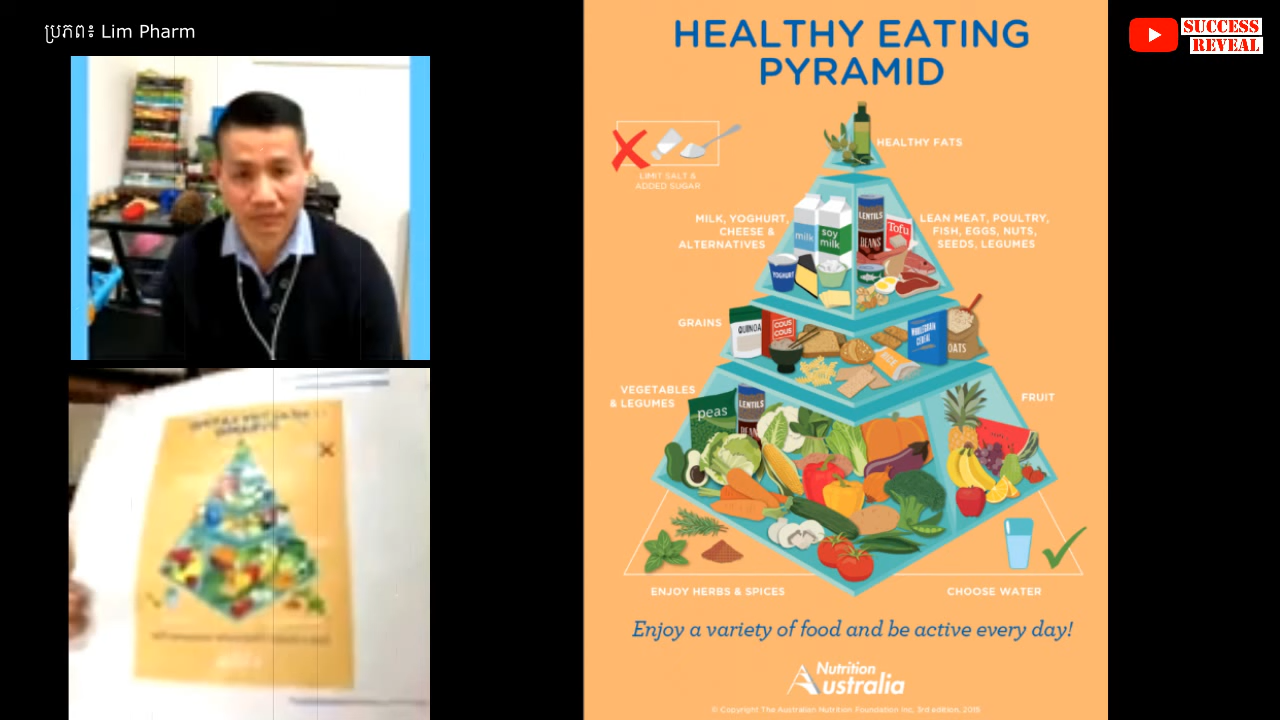 ប្រភព៖ Lim Pharm
SUCCESS
REVEAL
HEALTHY EATING
PYRAMID
HEALTHY FATS
LIMIT SALT &
ADDED SUGAR
MILK, YOGHURT,
CHEESE &
ALTERNATIVES
LEAN MEAT, POULTRY,
FISH, EGGS, NUTS,
SEEDS, LEGUMES
milk
soy
milk
LENTILS
BEANS
Tofu
YOGHURT
GRAINS
QUINOA
COUS
COUS
RICE
WHOLEGRAIN
CEREAL
OATS
VEGETABLES
& LEGUMES
peas
LENTILS
FRUIT
ENJOY HERBS & SPICES
CHOOSE WATER
Enjoy a variety of food and be active every day!
Nutrition
Australia
© Copyright The Australian Nutrition Foundation Inc. 3rd edition, 2015